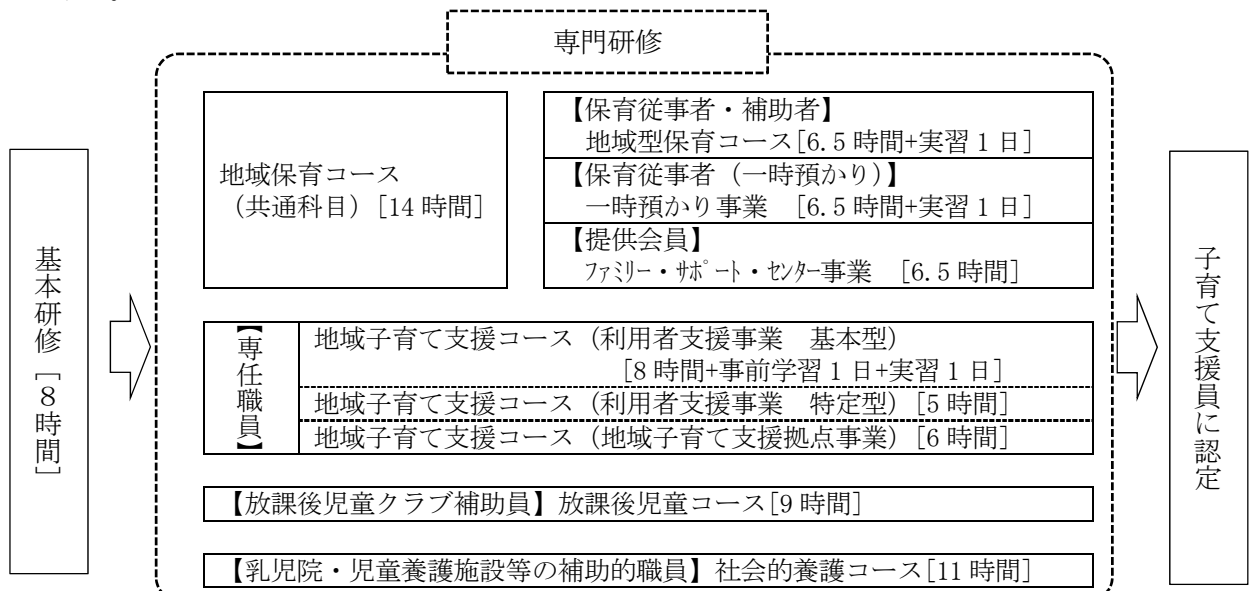 専門研修
基本研修［８時間］
地域保育コース
（共通科目）［14 時間］
【保育従事者・補助者】
地域型保育コース［6.5 時間+実習 1 日］
【保育従事者（一時預かり）】
一時預かり事業　［6.5 時間+実習 1 日］
【提供会員】
ﾌｧﾐﾘｰ・ｻﾎﾟｰﾄ・ｾﾝﾀｰ事業　［6.5 時間］
【専任職員】
地域子育て支援コース（利用者支援事業　基本型）
［8 時間+事前学習 1 日+実習 1 日］
地域子育て支援コース（利用者支援事業　特定型）［5 時間］
地域子育て支援コース（地域子育て支援拠点事業）［6 時間］
【放課後児童クラブ補助員】放課後児童コース［9 時間］
【乳児院・児童養護施設等の補助的職員】社会的養護コース［11 時間］
子育て支援員に認定